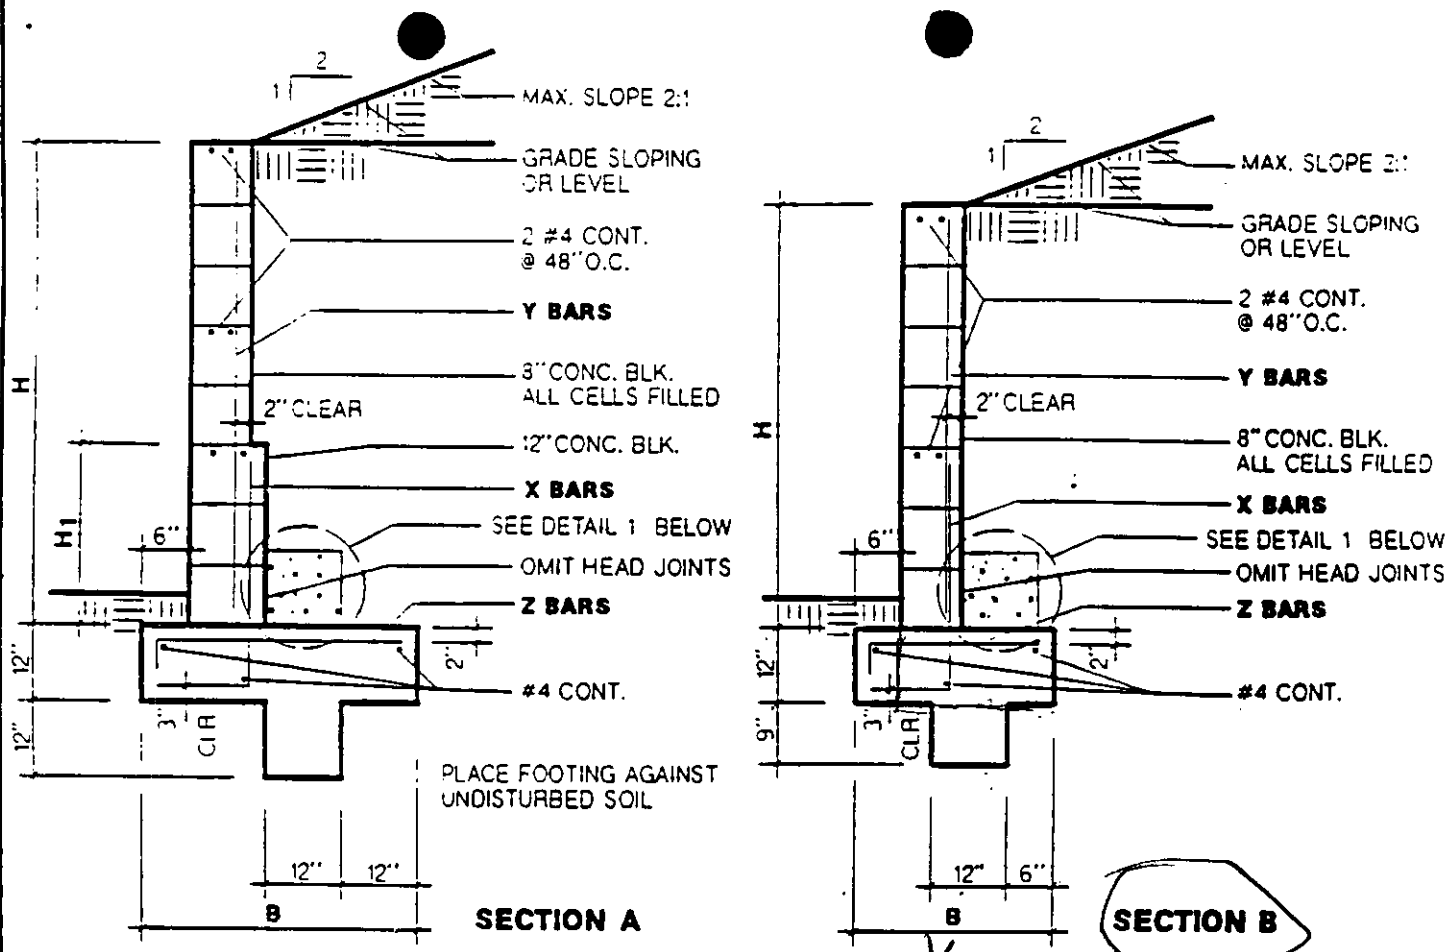 2
1
MAX. SLOPE 2:1
GRADE SLOPING
OR LEVEL
2 #4 CONT.
@ 48" O.C.
Y BARS
8" CONC. BLK.
ALL CELLS FILLED
2" CLEAR
12" CONC. BLK.
X BARS
SEE DETAIL 1 BELOW
OMIT HEAD JOINTS
Z BARS
H
H1
6"
12"
12"
2"
3"
CLR
#4 CONT.
PLACE FOOTING AGAINST
UNDISTURBED SOIL
12"
12"
B
SECTION A
2
1
MAX. SLOPE 2:1
GRADE SLOPING
OR LEVEL
2 #4 CONT.
@ 48" O.C.
Y BARS
2" CLEAR
8" CONC. BLK.
ALL CELLS FILLED
X BARS
SEE DETAIL 1 BELOW
OMIT HEAD JOINTS
Z BARS
H
6"
12"
9"
2"
3"
CLR
#4 CONT.
12"
6"
B
SECTION B